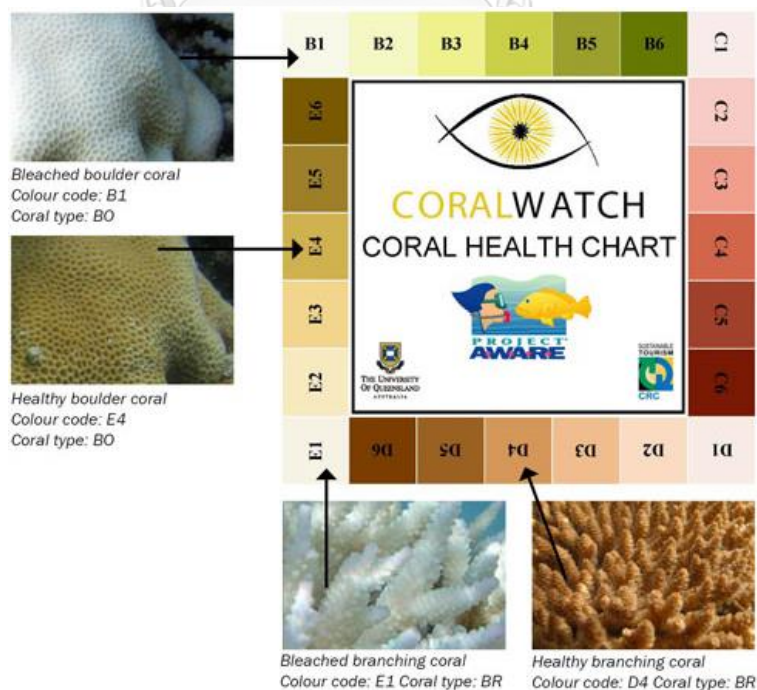 B1 B2 B3 B4 B5 B6 C1
E6
E5
E4
E3
E2
E1
C2
C3
C4
C5
C6
CORALWATCH
CORAL HEALTH CHART
PROJECT
AWARE
THE UNIVERSITY
OF QUEENSLAND
AUSTRALIA
SUSTAINABLE
TOURISM
CRC
D6 D5 D4 D3 D2 D1
Bleached boulder coral
Colour code: B1
Coral type: BO
Healthy boulder coral
Colour code: E4
Coral type: BO
Bleached branching coral
Colour code: E1 Coral type: BR
Healthy branching coral
Colour code: D4 Coral type: BR